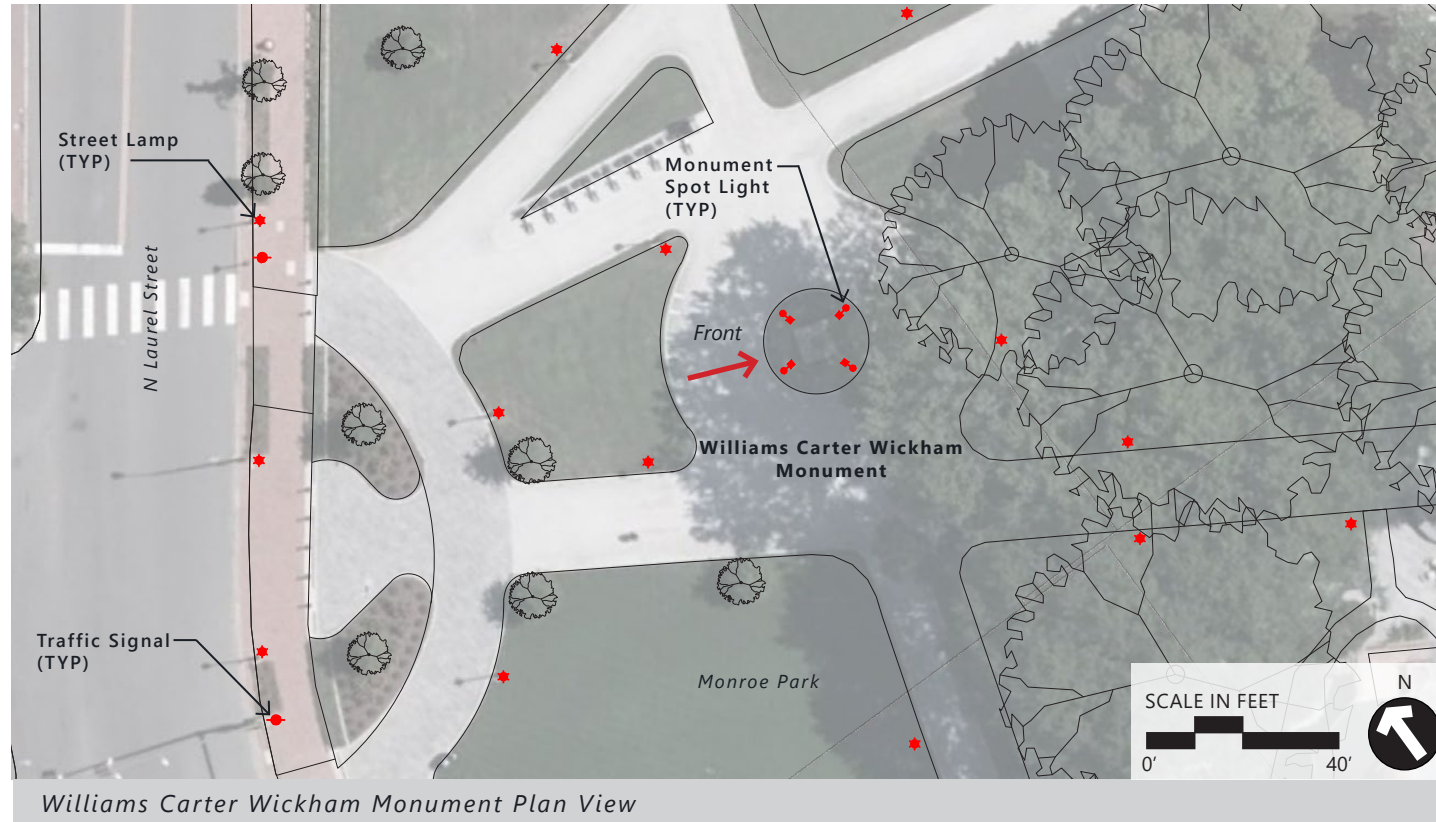 Street Lamp
(TYP)
Monument
Spot Light
(TYP)
N Laurel Street
Front
Williams Carter Wickham
Monument
Traffic Signal
(TYP)
Monroe Park
SCALE IN FEET
0'
40'
N
Williams Carter Wickham Monument Plan View